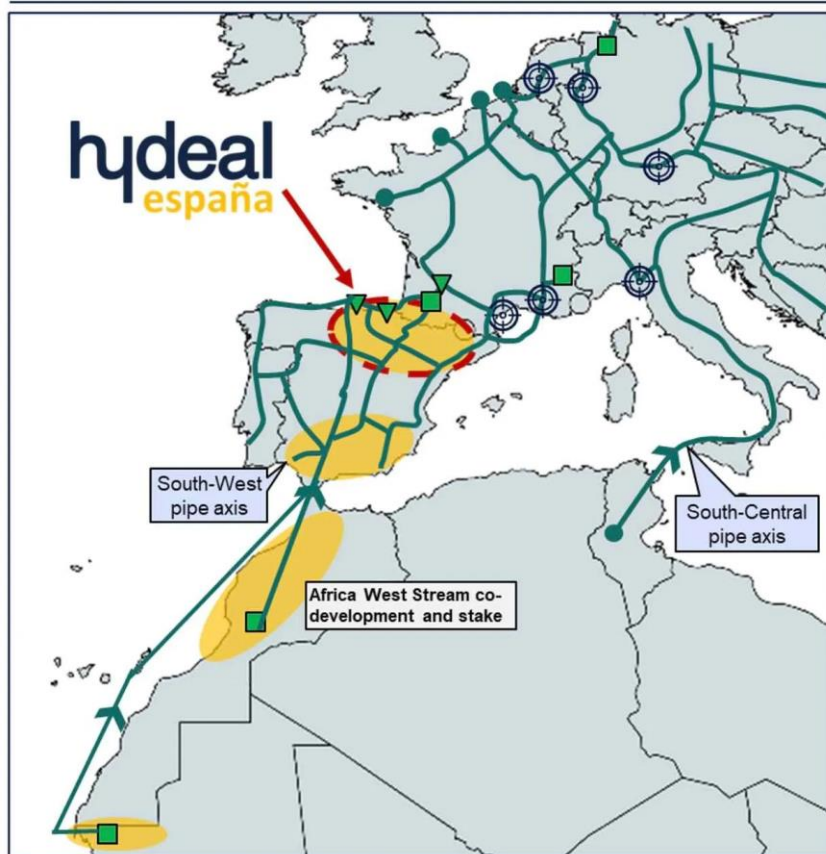 hydeal
españa
South-West
pipe axis
South-Central
pipe axis
Africa West Stream co-
development and stake